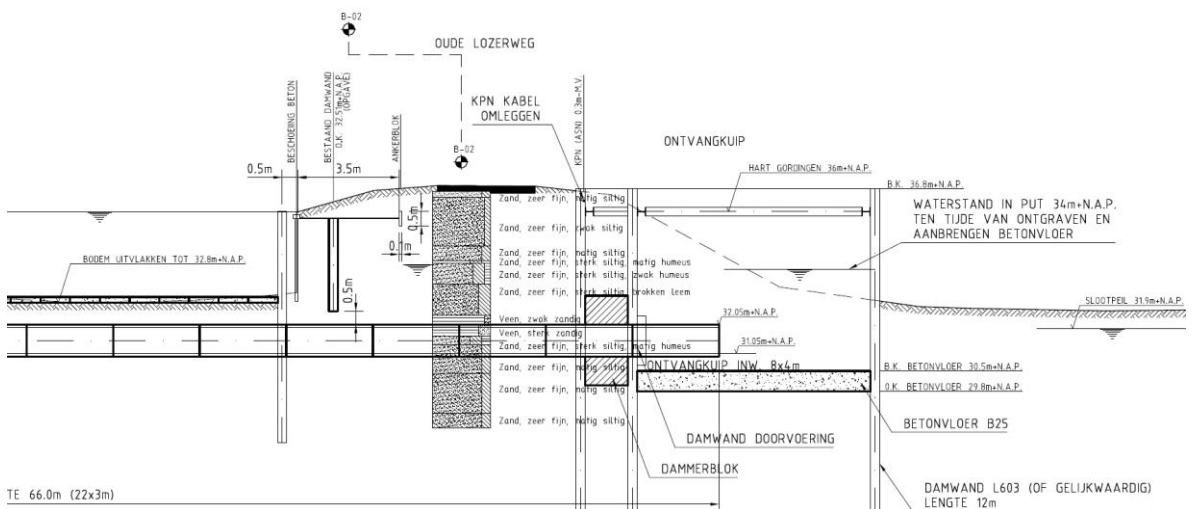 B-02
OUDE LOZERWEG
BESCHOEIING BETON
BESTAAND DAMWAND
O.K. 32.51m+N.A.P.
(OPGAVE)
ANKERBLOK
B-02
KPN KABEL
OMLEGGEN
KPN (ASN) 0.3m-M.V.
ONTVANGKUIP
0.5m
3.5m
HART GORDINGEN 36m+N.A.P.
B.K. 36.8m+N.A.P.
WATERSTAND IN PUT 34m+N.A.P.
TEN TIJDE VAN ONTGRAVEN EN
AANBRENGEN BETONVLOER
Zand, zeer fijn, matig siltig
0.5m
Zand, zeer fijn, zwak siltig
0.1m
Zand, zeer fijn, matig siltig
Zand, zeer fijn, sterk siltig, matig humeus
Zand, zeer fijn, sterk siltig, zwak humeus
Zand, zeer fijn, sterk siltig, brokken leem
BODEM UITVLAKKEN TOT 32.8m+N.A.P.
0.5m
SLOOTPEIL 31.9m+N.A.P.
Veen, zwak zandig
32.05m+N.A.P.
Veen, sterk zandig
Zand, zeer fijn, sterk siltig, matig humeus
31.05m+N.A.P.
Zand, zeer fijn, matig siltig
ONTVANGKUIP INW. 8x4m
B.K. BETONVLOER 30.5m+N.A.P.
Zand, zeer fijn, matig siltig
O.K. BETONVLOER 29.8m+N.A.P.
Zand, zeer fijn, matig siltig
BETONVLOER B25
DAMWAND DOORVOERING
DAMMERBLOK
TE 66.0m (22x3m)
DAMWAND L603 (OF GELIJKWAARDIG)
LENGTE 12m